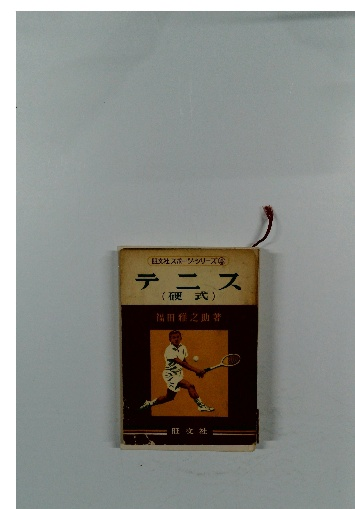 旺文社スポーツ・シリーズ
テニス
(硬式)
福田雅之助著
旺文社